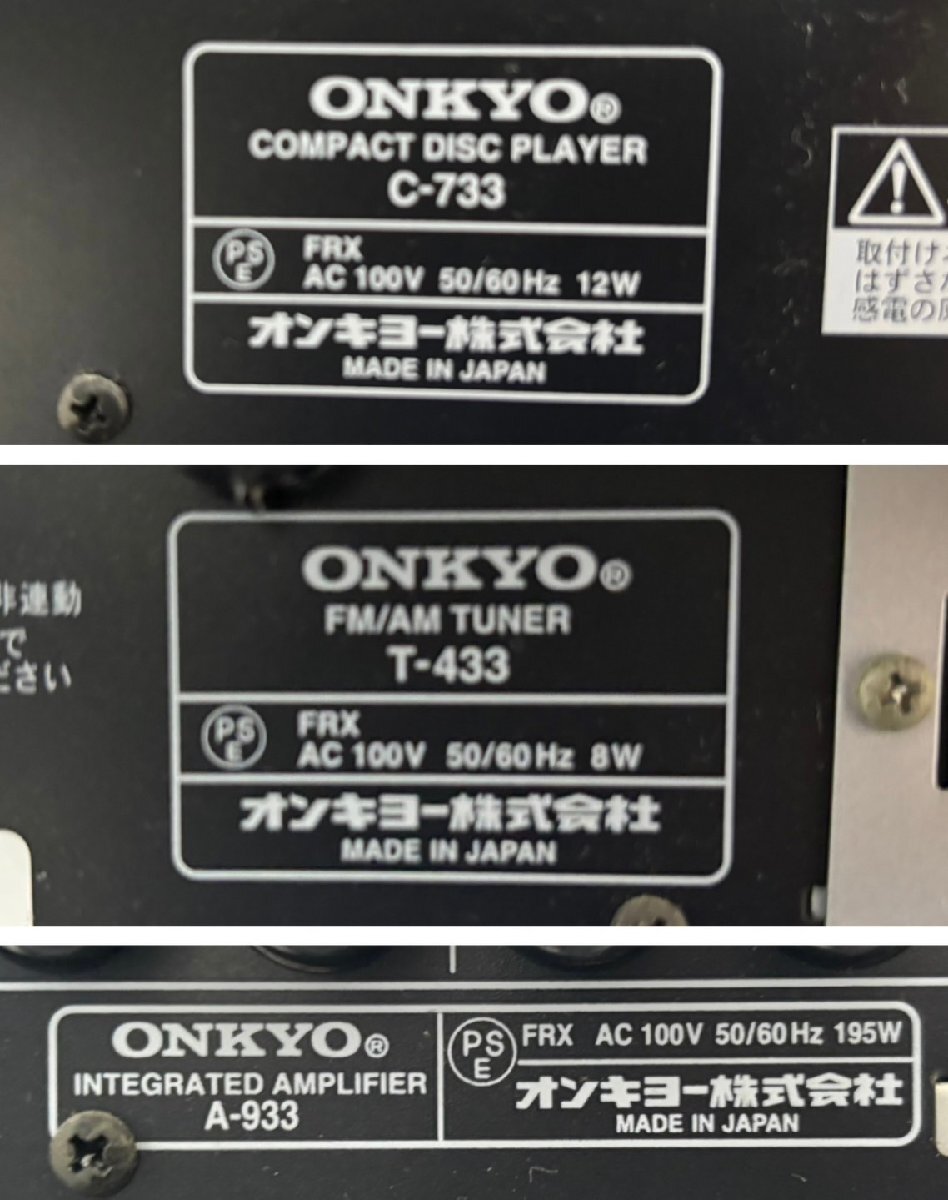 ONKYO®
COMPACT DISC PLAYER
C-733
PSE
FRX
AC 100V 50/60Hz 12W
オンキヨー株式会社
MADE IN JAPAN
取付け
はずさ
感電の
ONKYO®
FM/AM TUNER
T-433
PSE
FRX
AC 100V 50/60Hz 8W
オンキヨー株式会社
MADE IN JAPAN
非連動
で
ださい
ONKYO®
INTEGRATED AMPLIFIER
A-933
PSE
FRX AC 100V 50/60Hz 195W
オンキヨー株式会社
MADE IN JAPAN